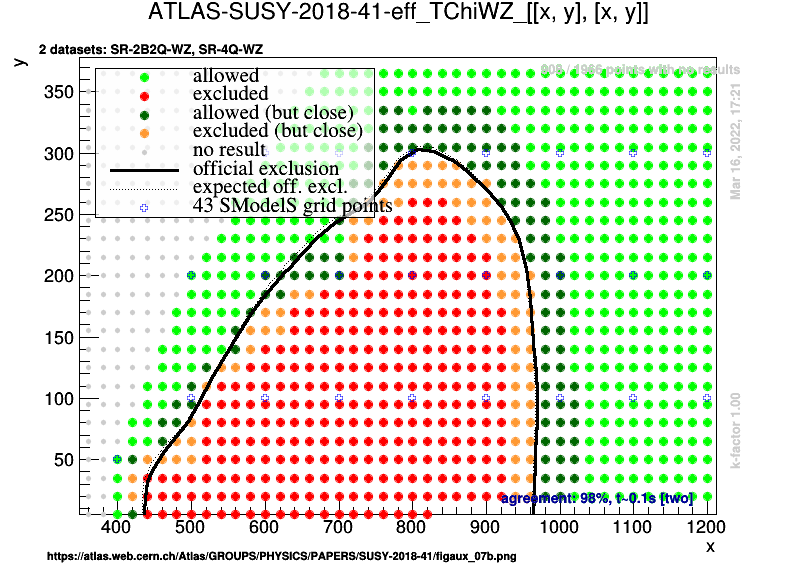 ATLAS-SUSY-2018-41-eff_TChiWZ_[[x, y], [x, y]]
2 datasets: SR-2B2Q-WZ, SR-4Q-WZ
y
allowed
excluded
allowed (but close)
excluded (but close)
no result
official exclusion
expected off. excl.
43 SModelS grid points
points with no results
Mar 16, 2022, 17:21
k-factor 1.00
350
300
250
200
150
100
50
agreement: 98%, t~0.1s [two]
400 500 600 700 800 900 1000 1100 1200
x
https://atlas.web.cern.ch/Atlas/GROUPS/PHYSICS/PAPERS/SUSY-2018-41/figaux_07b.png